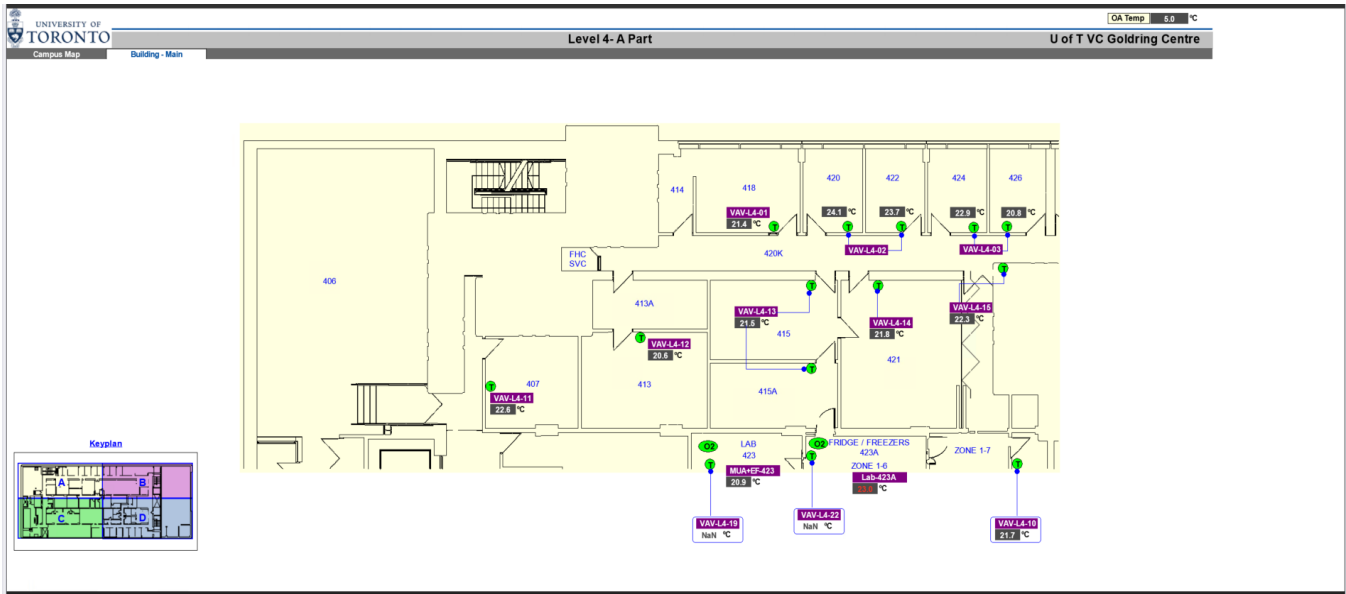 OA Temp 5.0 °C
UNIVERSITY OF
TORONTO
Level 4- A Part
U of T VC Goldring Centre
Campus Map
Building - Main
414
418
420
422
424
426
VAV-L4-01
21.4 °C
24.1 °C
23.7 °C
22.9 °C
20.8 °C
T
T
T
T
T
VAV-L4-02
VAV-L4-03
420K
FHC
SVC
T
406
T
T
413A
VAV-L4-13
21.5 °C
415
VAV-L4-14
21.8 °C
VAV-L4-15
22.3 °C
T
VAV-L4-12
20.6 °C
421
T
407
413
415A
T
VAV-L4-11
22.6 °C
Keyplan
A
B
C
D
O2
LAB
423
O2
FRIDGE / FREEZERS
423A
ZONE 1-7
T
T
ZONE 1-6
T
MUA+EF-423
20.9 °C
Lab-423A
°C
VAV-L4-19
NaN °C
VAV-L4-22
NaN °C
VAV-L4-10
21.7 °C